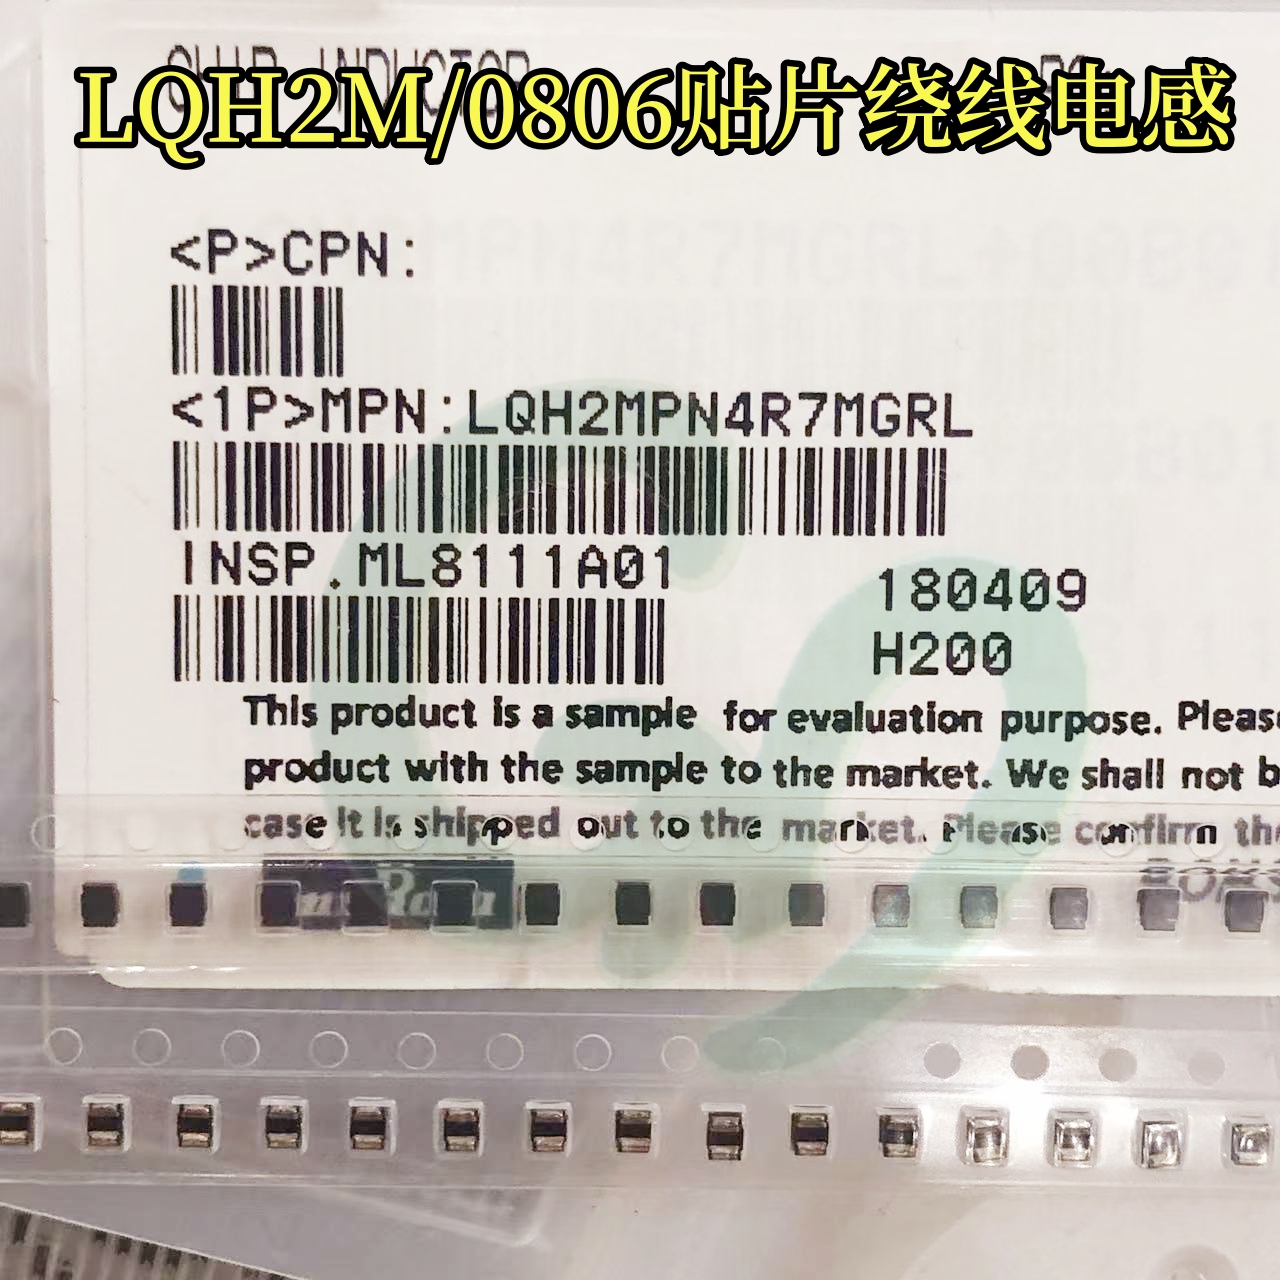 CHIP INDUCTOR
LQH2M/0806贴片绕线电感
<P>CPN:
<1P>MPN:LQH2MPN4R7MGRL
INSP.ML8111A01
180409
H200
This product is a sample for evaluation purpose. Please
product with the sample to the market. We shall not b
case it is shipped out to the market. Please confirm the